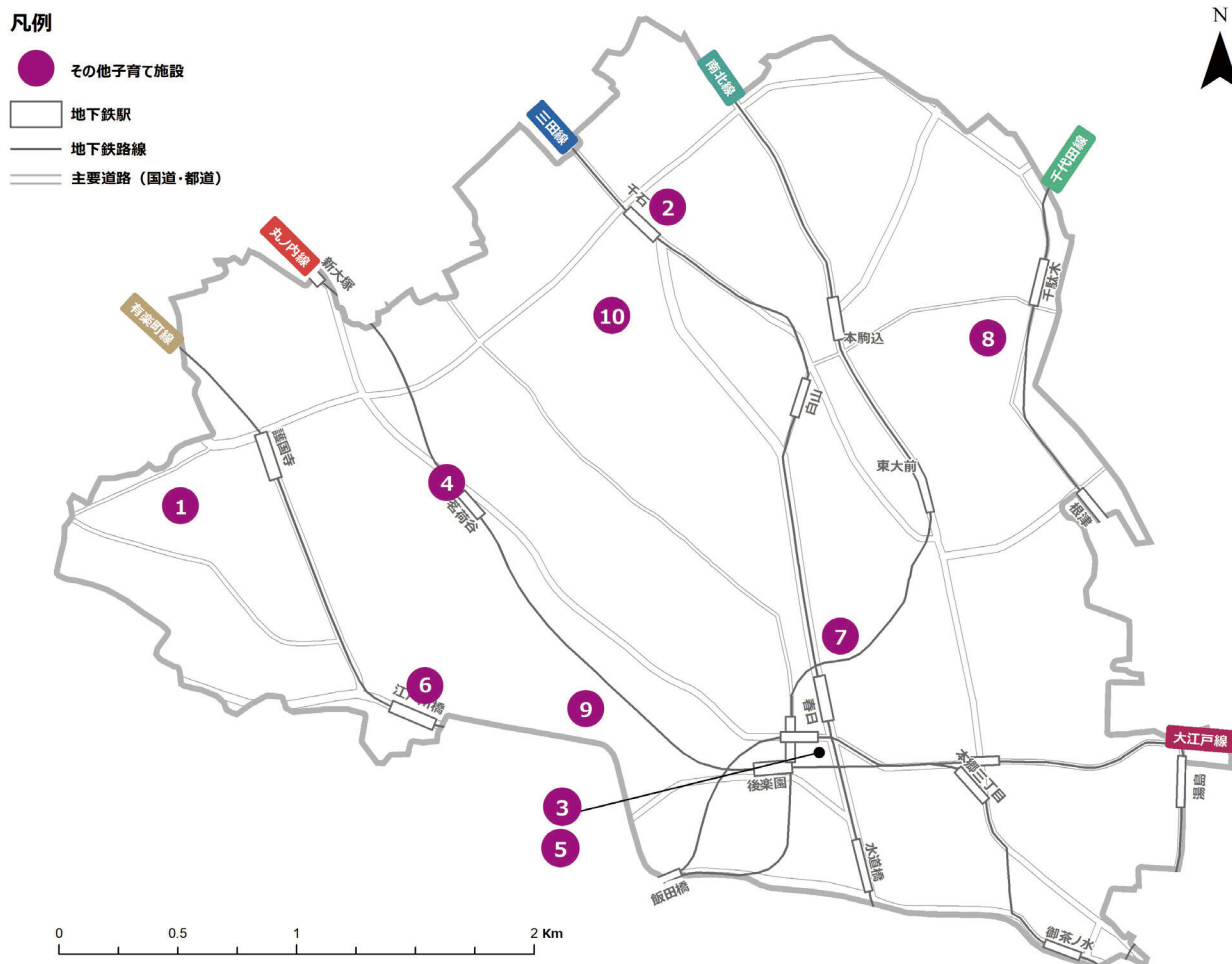 凡例
その他子育て施設
地下鉄駅
地下鉄路線
主要道路（国道・都道）
N
南北線
三田線
千代田線
千石
2
丸ノ内線
新大塚
千駄木
有楽町線
10
本駒込
8
白山
護国寺
東大前
4
茗荷谷
1
根津
7
6
江戸川橋
9
春日
大江戸線
本郷三丁目
後楽園
湯島
3
5
水道橋
飯田橋
御茶ノ水
0
0.5
1
2 Km